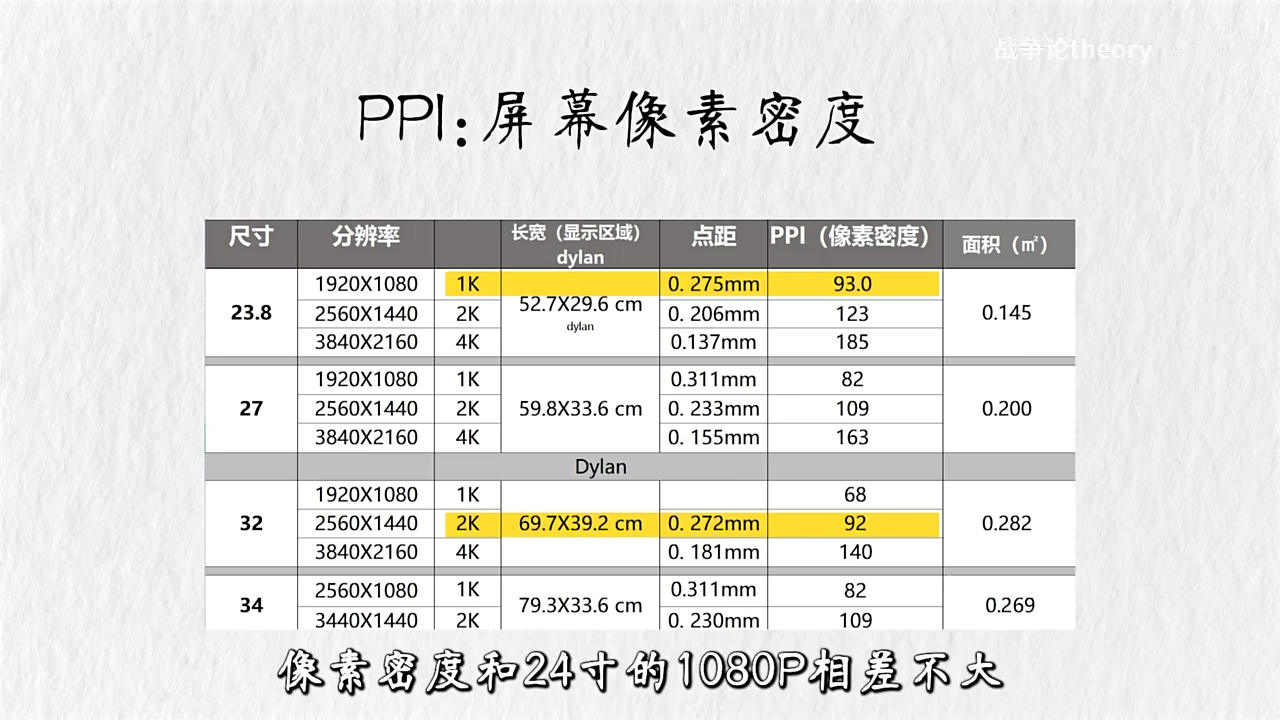 战争论theory
PPI:屏幕像素密度
尺寸 分辨率 长宽（显示区域）dylan 点距 PPI（像素密度） 面积（㎡）
23.8 52.7X29.6 cm dylan 0.145
1920X1080 1K 0. 275mm 93.0
2560X1440 2K 0. 206mm 123
3840X2160 4K 0.137mm 185
27 59.8X33.6 cm 0.200
1920X1080 1K 0.311mm 82
2560X1440 2K 0. 233mm 109
3840X2160 4K 0. 155mm 163
Dylan
32 69.7X39.2 cm 0.282
1920X1080 1K 68
2560X1440 2K 0. 272mm 92
3840X2160 4K 0. 181mm 140
34 79.3X33.6 cm 0.269
2560X1080 1K 0.311mm 82
3440X1440 2K 0. 230mm 109
像素密度和24寸的1080P相差不大